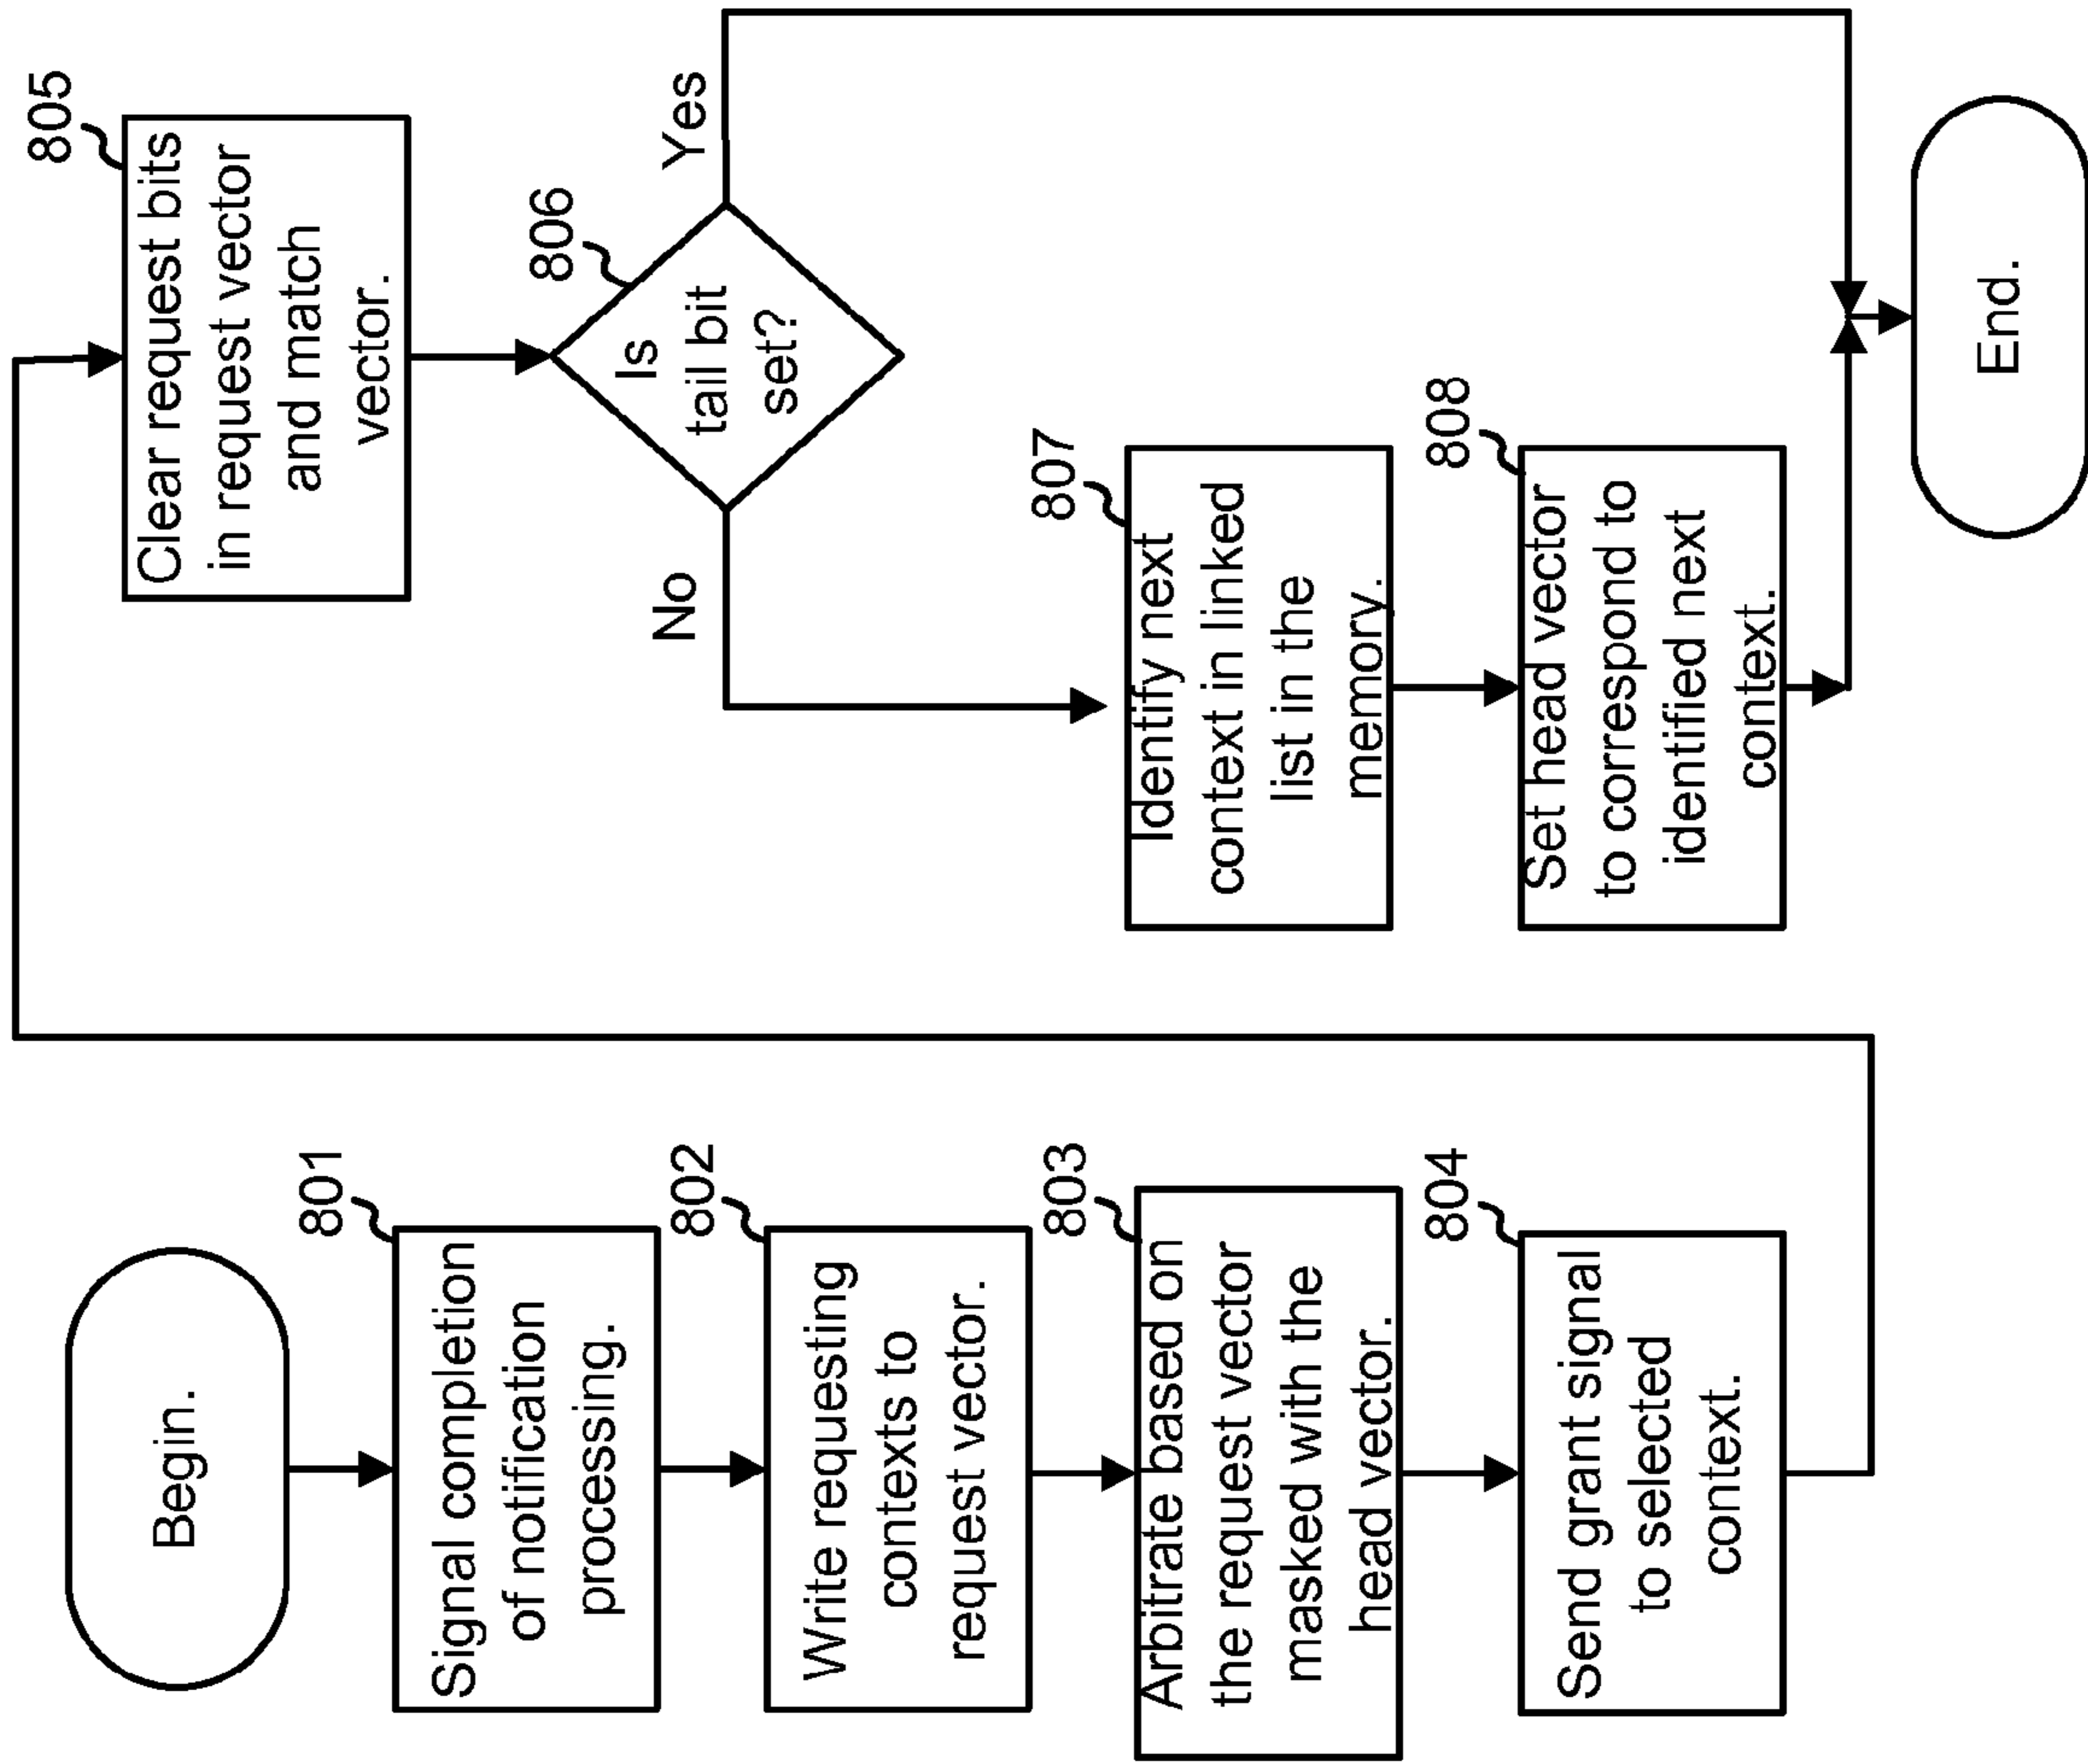 Begin.
801
Signal completion
of notification
processing.
802
Write requesting
contexts to
request vector.
803
Arbitrate based on
the request vector
masked with the
head vector.
804
Send grant signal
to selected
context.
805
Clear request bits
in request vector
and match
vector.
806
Is
tail bit
set?
Yes
No
807
Identify next
context in linked
list in the
memory.
808
Set head vector
to correspond to
identified next
context.
End.